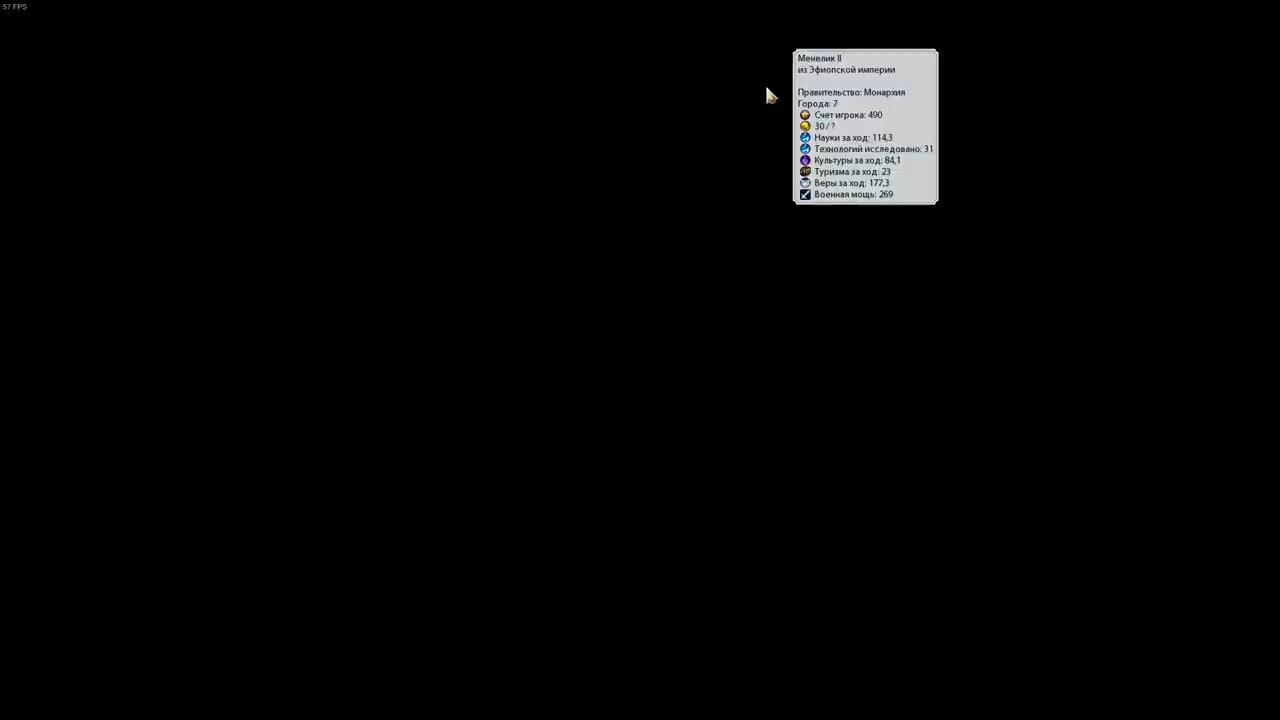 57 FPS
Менелик II
из Эфиопской империи
Правительство: Монархия
Города: 7
Счет игрока: 490
30 / ?
Науки за ход: 114,3
Технологий исследовано: 31
Культуры за ход: 84,1
Туризма за ход: 23
Веры за ход: 177,3
Военная мощь: 269